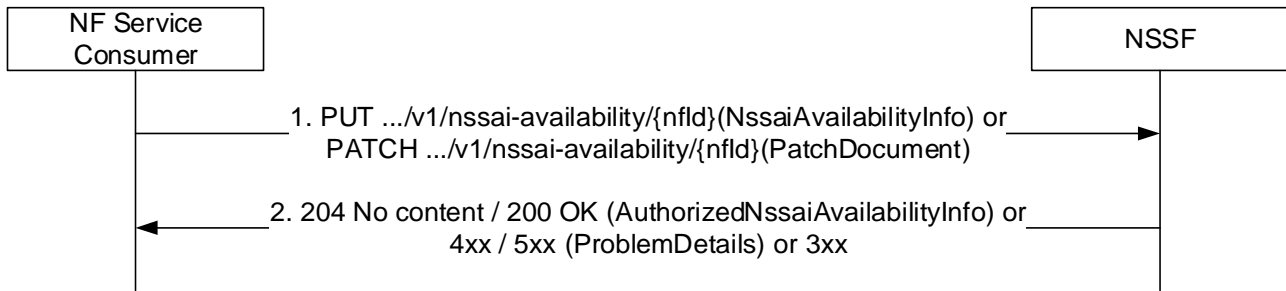 NF Service
Consumer
NSSF
1. PUT .../v1/nssai-availability/{nfId}(NssaiAvailabilityInfo) or
PATCH .../v1/nssai-availability/{nfId}(PatchDocument)
2. 204 No content / 200 OK (AuthorizedNssaiAvailabilityInfo) or
4xx / 5xx (ProblemDetails) or 3xx